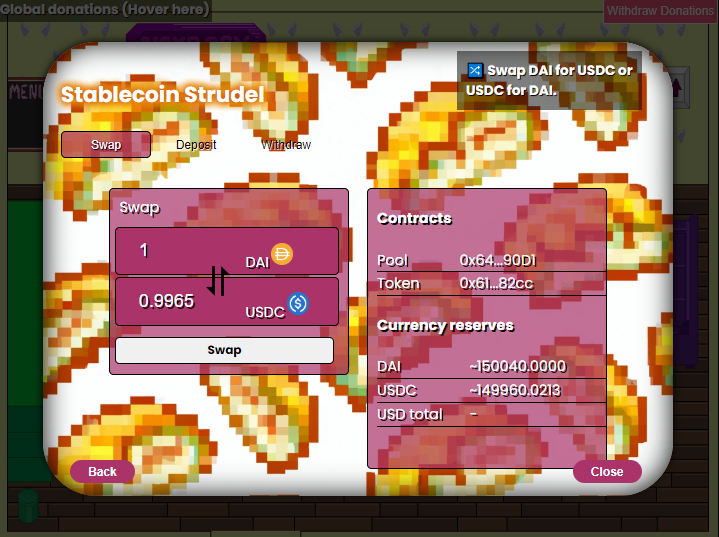 Global donations (Hover here)
Withdraw Donations
MENU
Stablecoin Strudel
🔀 Swap DAI for USDC or
USDC for DAI.
Swap
Deposit
Withdraw
Swap
1
DAI
0.9965
USDC
Swap
Contracts
Pool 0x64...90D1
Token 0x61...82cc
Currency reserves
DAI ~150040.0000
USDC ~149960.0213
USD total -
Back
Close